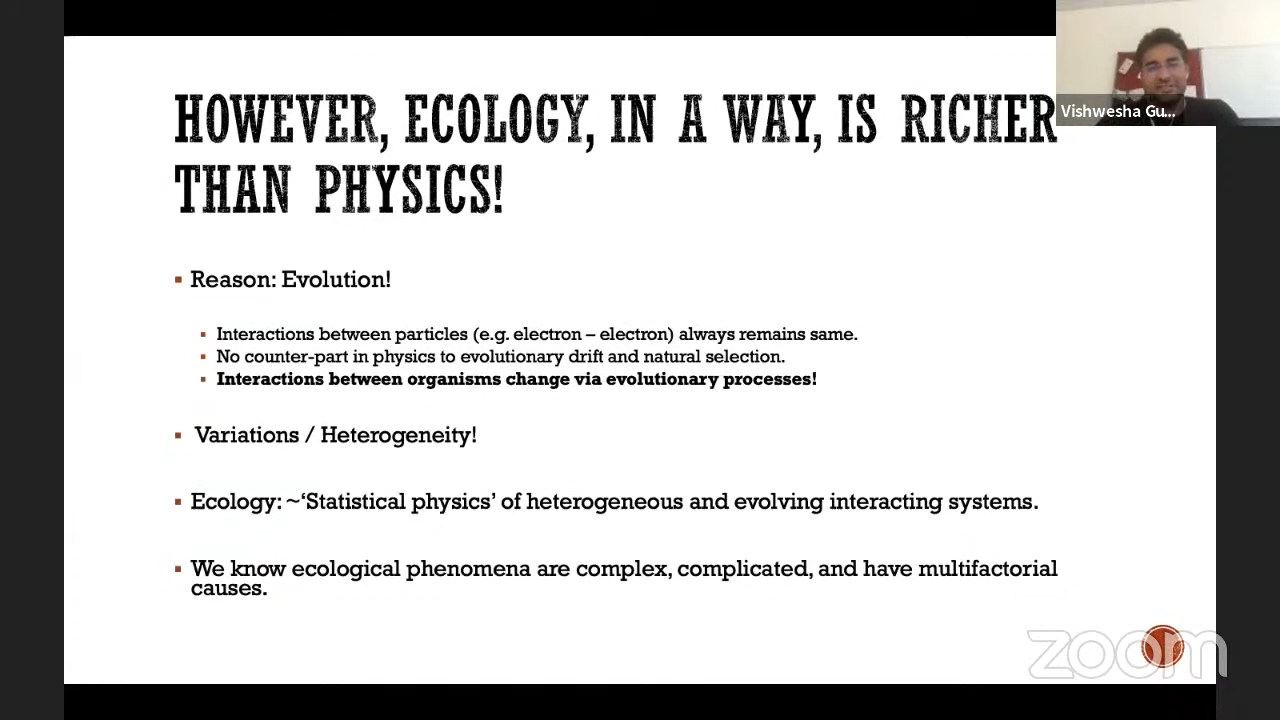 HOWEVER, ECOLOGY, IN A WAY, IS RICHER
THAN PHYSICS!
Vishwesha Gu...
▪ Reason: Evolution!
▪ Interactions between particles (e.g. electron – electron) always remains same.
▪ No counter-part in physics to evolutionary drift and natural selection.
▪ Interactions between organisms change via evolutionary processes!
▪ Variations / Heterogeneity!
▪ Ecology: ~‘Statistical physics’ of heterogeneous and evolving interacting systems.
▪ We know ecological phenomena are complex, complicated, and have multifactorial
causes.
zoom